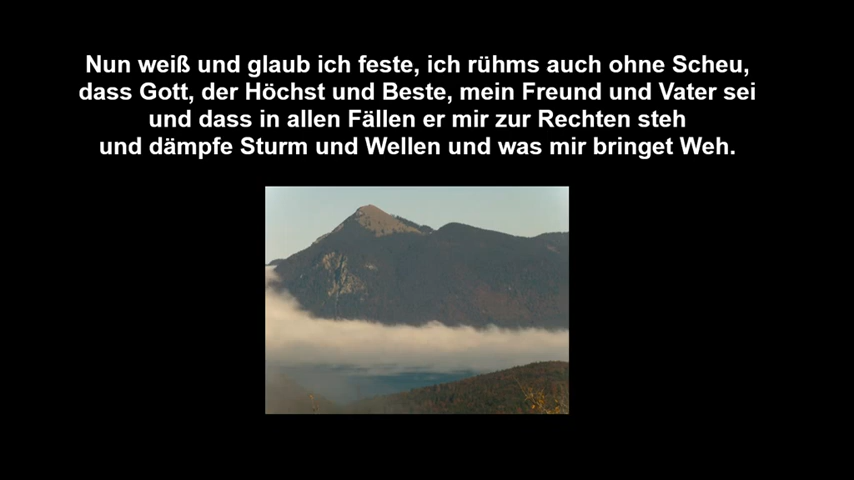 Nun weiß und glaub ich feste, ich rühms auch ohne Scheu,
dass Gott, der Höchst und Beste, mein Freund und Vater sei
und dass in allen Fällen er mir zur Rechten steh
und dämpfe Sturm und Wellen und was mir bringet Weh.